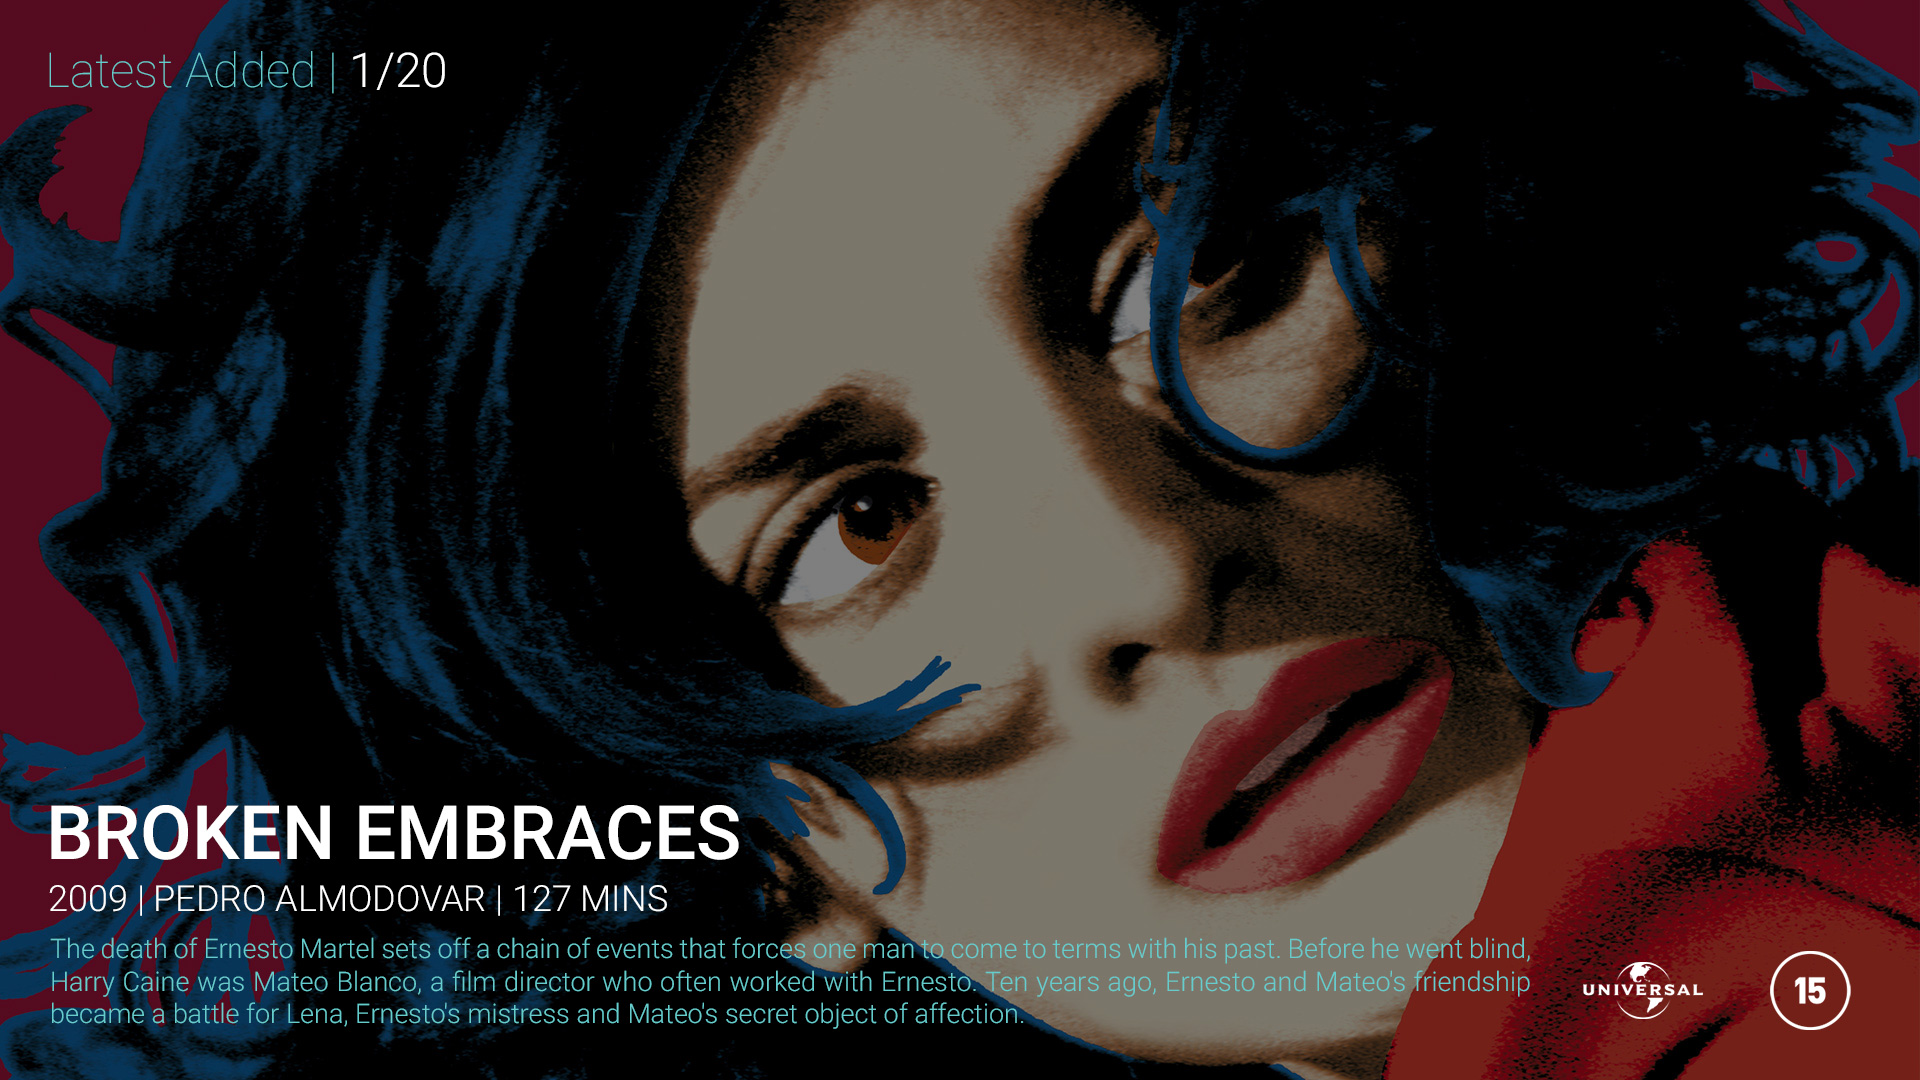 Latest Added | 1/20
BROKEN EMBRACES
2009 | PEDRO ALMODOVAR | 127 MINS
The death of Ernesto Martel sets off a chain of events that forces one man to come to terms with his past. Before he went blind,
Harry Caine was Mateo Blanco, a film director who often worked with Ernesto. Ten years ago, Ernesto and Mateo's friendship
became a battle for Lena, Ernesto's mistress and Mateo's secret object of affection.
UNIVERSAL
15